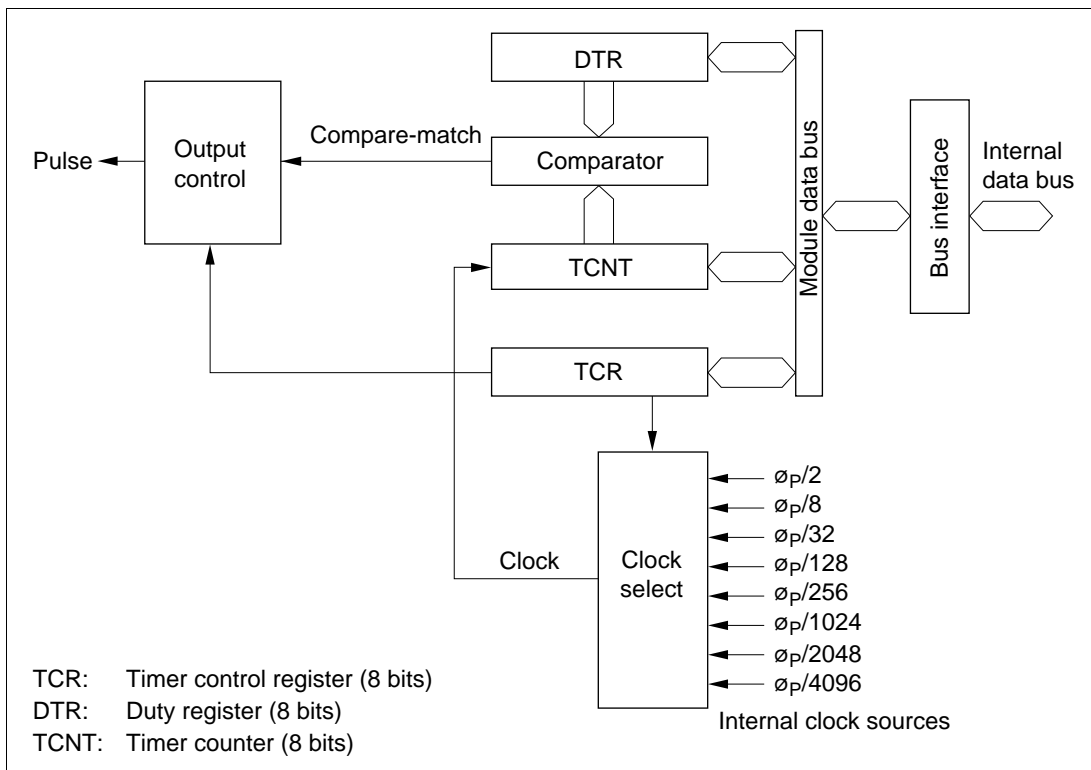 DTR
Compare-match
Pulse
Output
control
Comparator
TCNT
TCR
Module data bus
Bus interface
Internal
data bus
Clock
Clock
select
øP/2
øP/8
øP/32
øP/128
øP/256
øP/1024
øP/2048
øP/4096
Internal clock sources
TCR: Timer control register (8 bits)
DTR: Duty register (8 bits)
TCNT: Timer counter (8 bits)